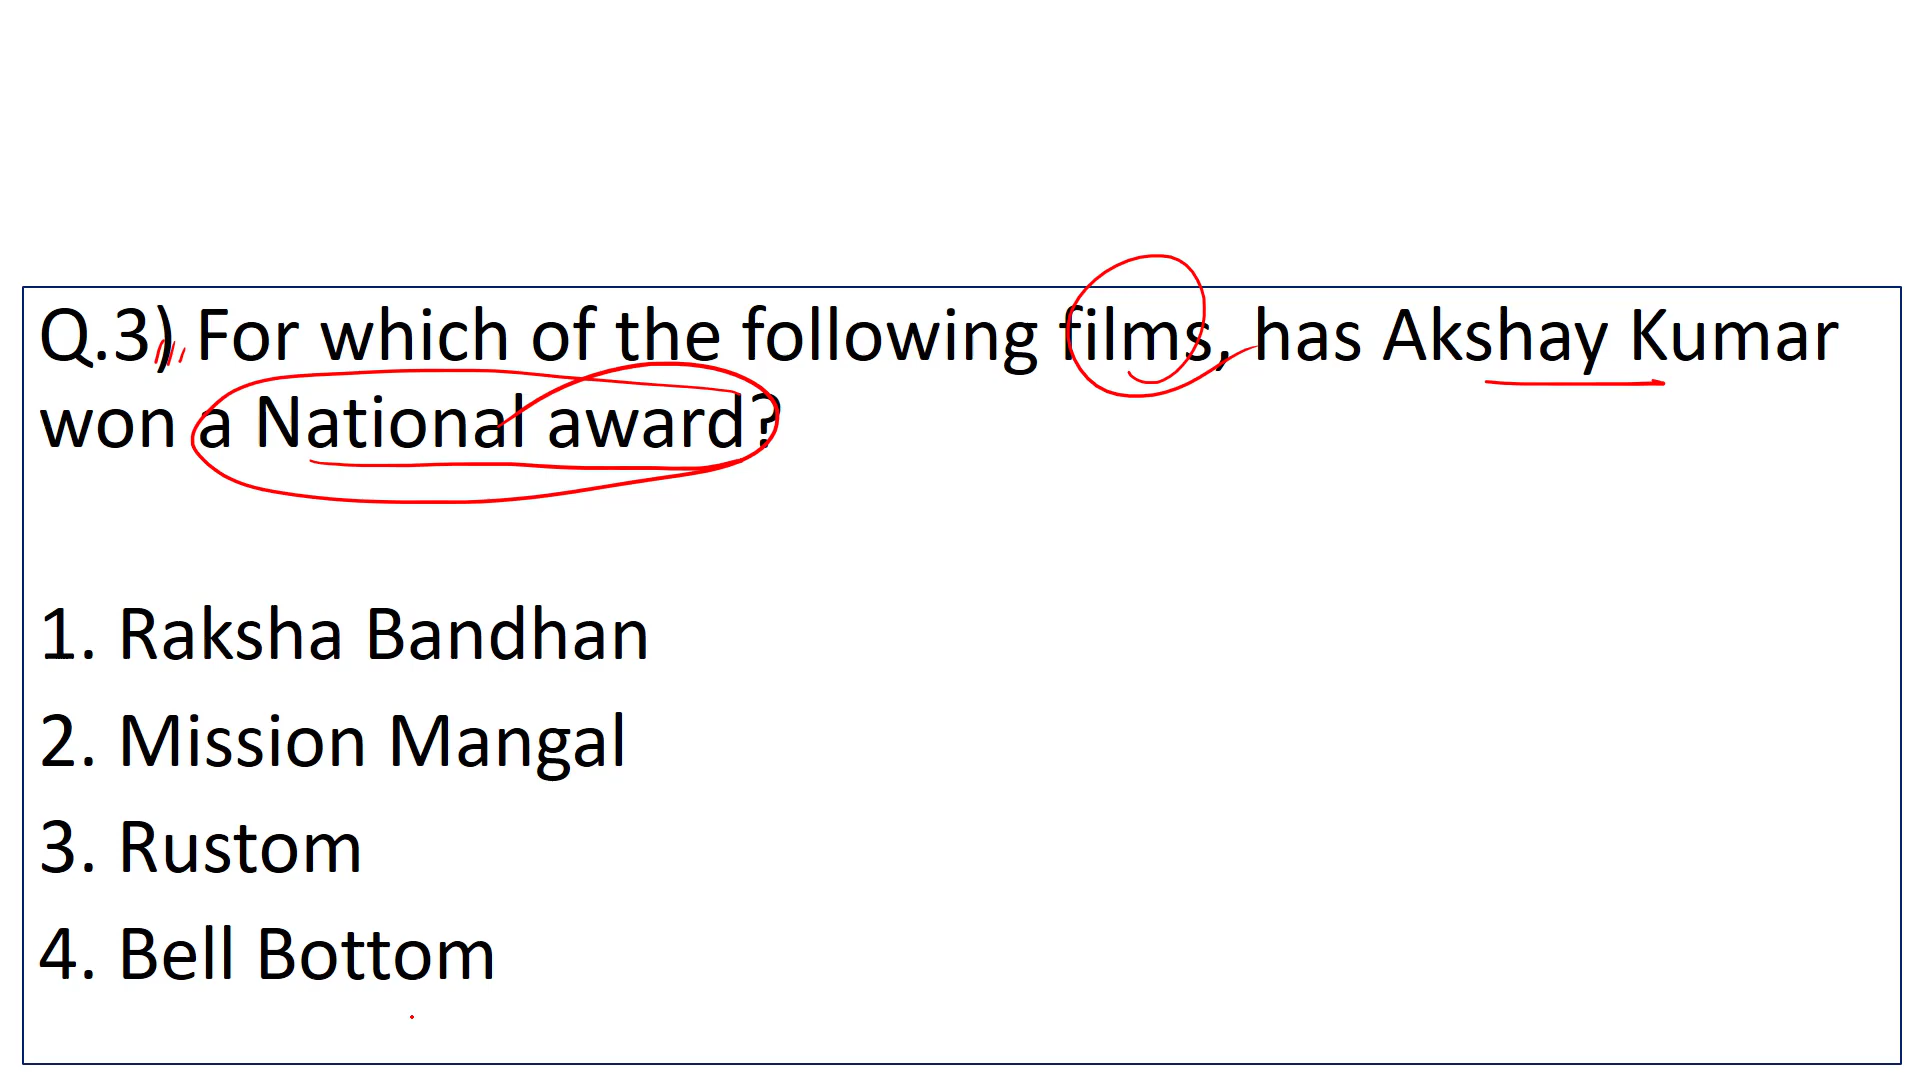 Q.3) For which of the following films, has Akshay Kumar
won a National award?
1. Raksha Bandhan
2. Mission Mangal
3. Rustom
4. Bell Bottom